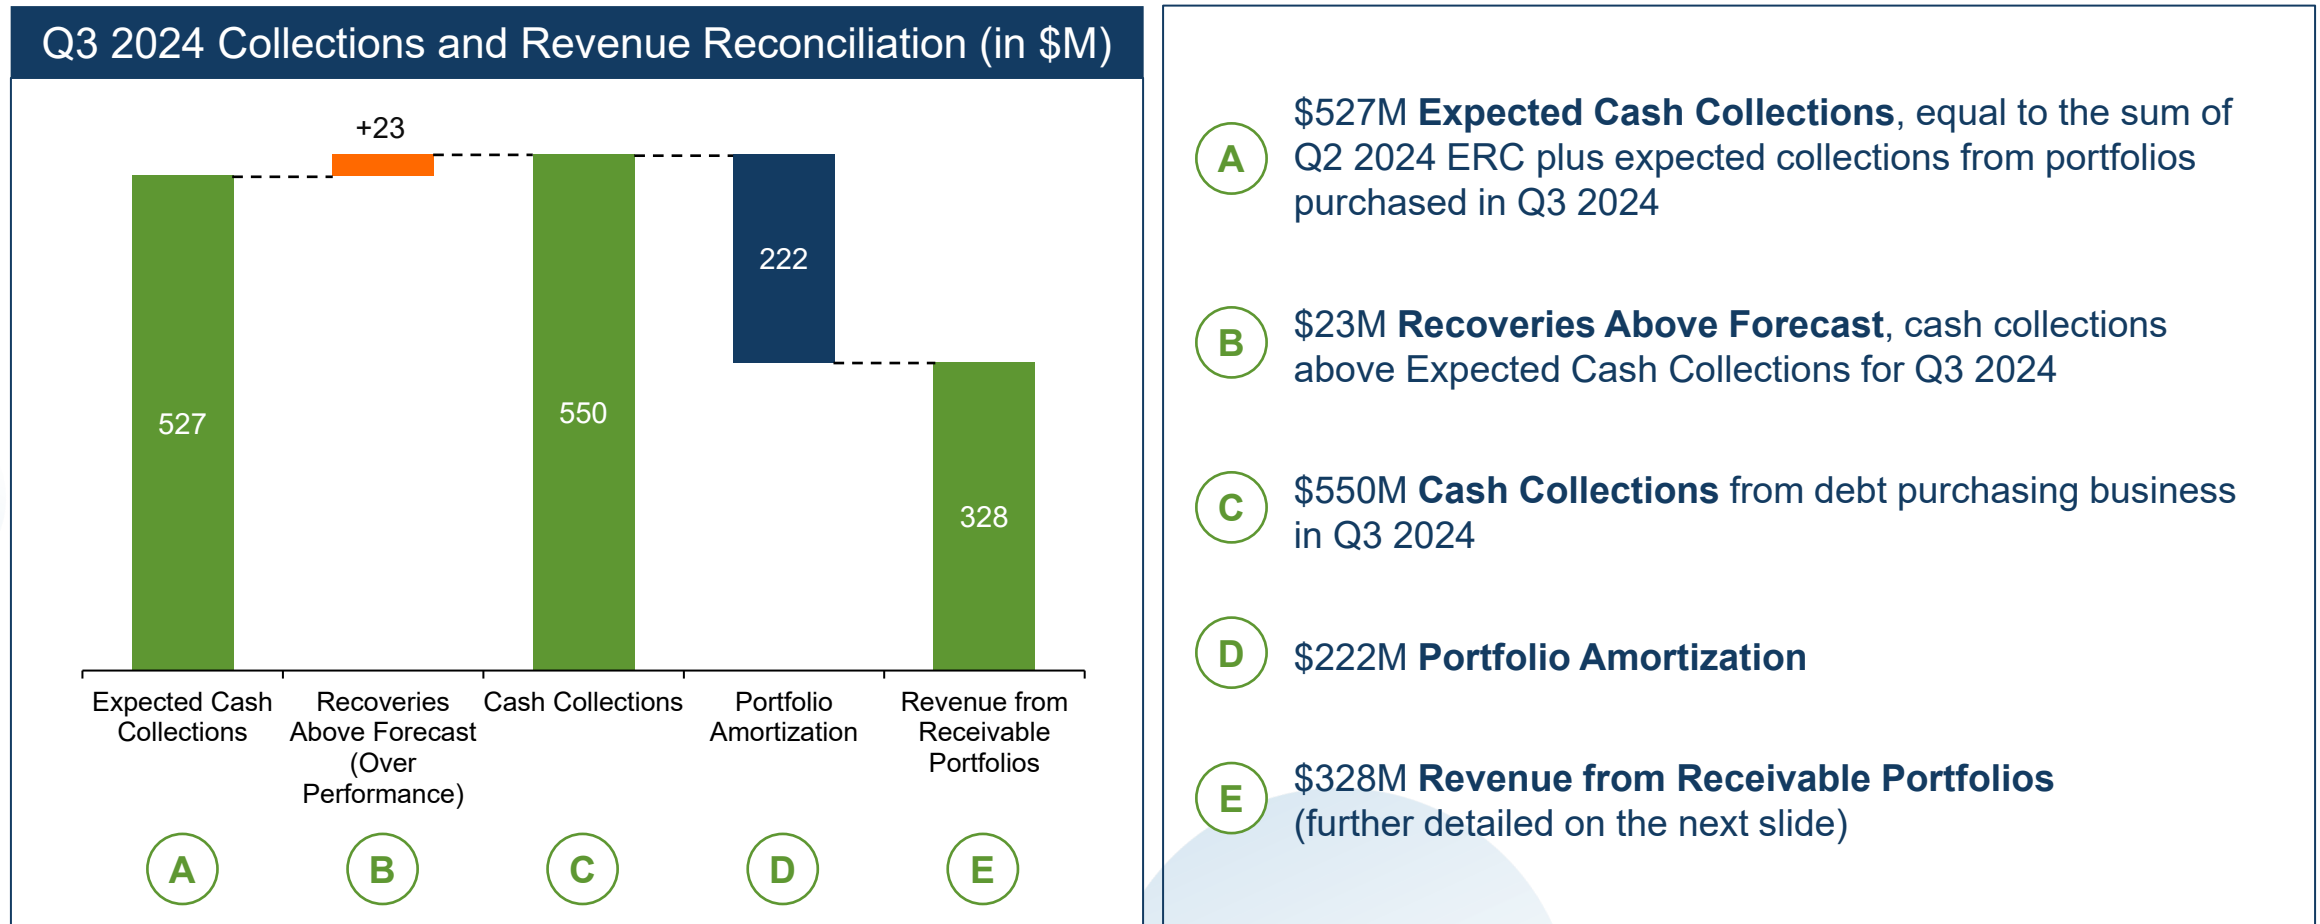 Q3 2024 Collections and Revenue Reconciliation (in $M)
+23
527
550
222
328
Expected Cash
Collections
Recoveries
Above Forecast
(Over
Performance)
Cash Collections
Portfolio
Amortization
Revenue from
Receivable
Portfolios
A
B
C
D
E
A
$527M Expected Cash Collections, equal to the sum of
Q2 2024 ERC plus expected collections from portfolios
purchased in Q3 2024
B
$23M Recoveries Above Forecast, cash collections
above Expected Cash Collections for Q3 2024
C
$550M Cash Collections from debt purchasing business
in Q3 2024
D
$222M Portfolio Amortization
E
$328M Revenue from Receivable Portfolios
(further detailed on the next slide)